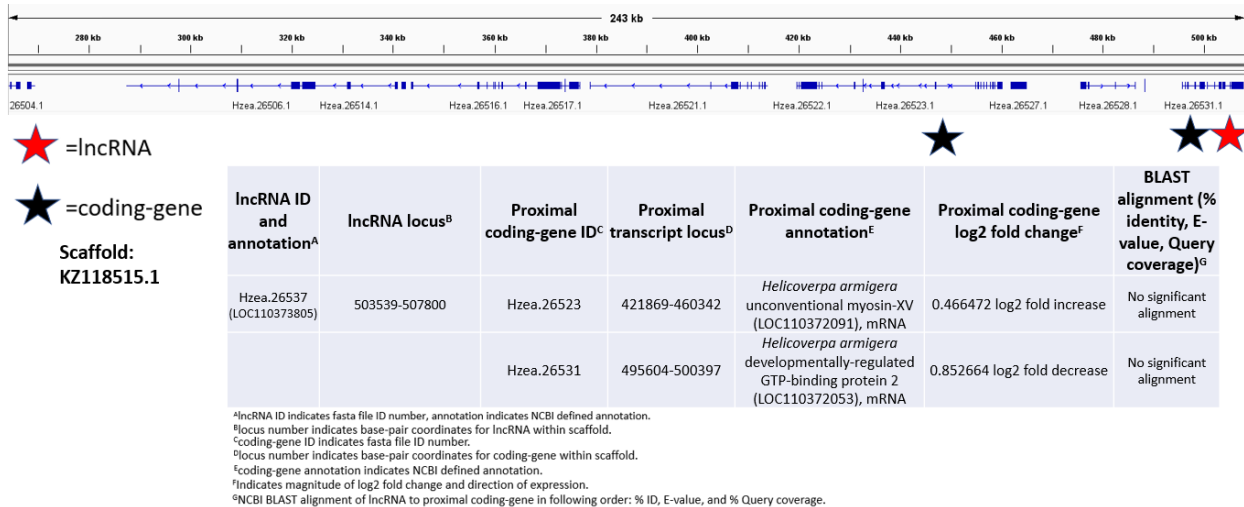 243 kb
280 kb 300 kb 320 kb 340 kb 360 kb 380 kb 400 kb 420 kb 440 kb 460 kb 480 kb 500 kb
26504.1 Hzea.26506.1 Hzea.26514.1 Hzea.26516.1 Hzea.26517.1 Hzea.26521.1 Hzea.26522.1 Hzea.26523.1 Hzea.26527.1 Hzea.26528.1 Hzea.26531.1
=lncRNA
=coding-gene
Scaffold:
KZ118515.1
lncRNA ID
and
annotationA
lncRNA locusB
Proximal
coding-gene IDC
Proximal
transcript locusD
Proximal coding-gene
annotationE
Proximal coding-gene
log2 fold changeF
BLAST
alignment (%
identity, E-
value, Query
coverage)G
Hzea.26537
(LOC110373805)
503539-507800
Hzea.26523
421869-460342
Helicoverpa armigera
unconventional myosin-XV
(LOC110372091), mRNA
0.466472 log2 fold increase
No significant
alignment
Hzea.26531
495604-500397
Helicoverpa armigera
developmentally-regulated
GTP-binding protein 2
(LOC110372053), mRNA
0.852664 log2 fold decrease
No significant
alignment
AlncRNA ID indicates fasta file ID number, annotation indicates NCBI defined annotation.
Blocus number indicates base-pair coordinates for lncRNA within scaffold.
Ccoding-gene ID indicates fasta file ID number.
Dlocus number indicates base-pair coordinates for coding-gene within scaffold.
Ecoding-gene annotation indicates NCBI defined annotation.
FIndicates magnitude of log2 fold change and direction of expression.
GNCBI BLAST alignment of lncRNA to proximal coding-gene in following order: % ID, E-value, and % Query coverage.